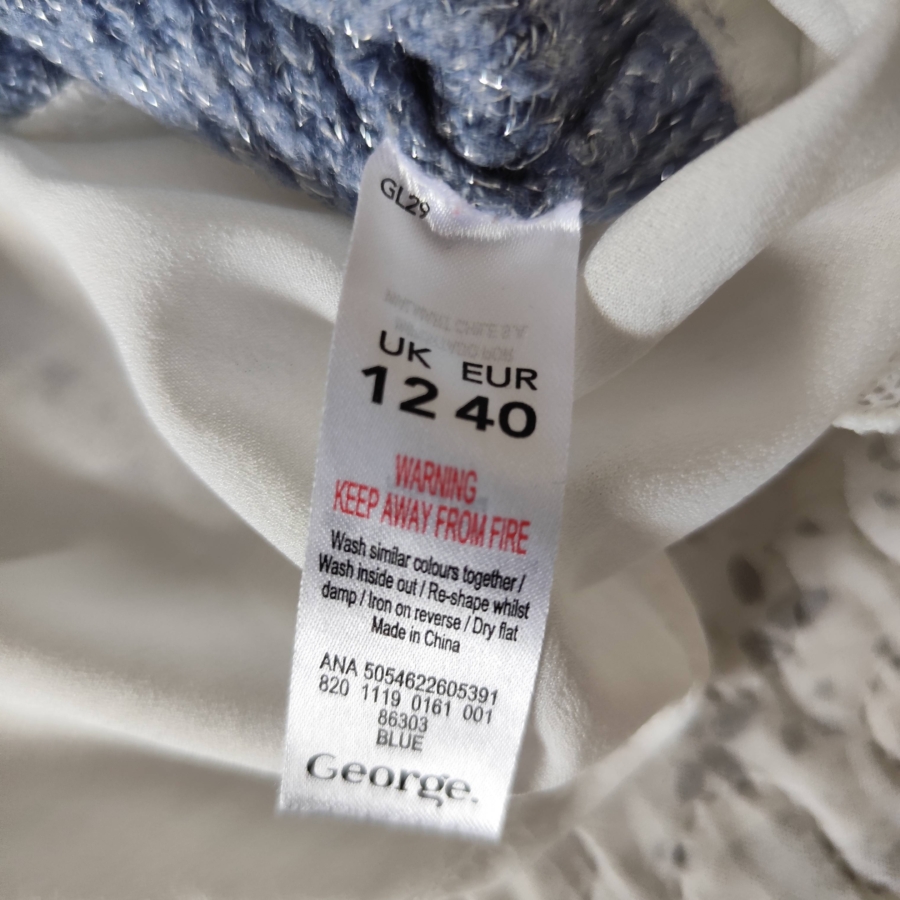 GL29
UK EUR
12 40
WARNING
KEEP AWAY FROM FIRE
Wash similar colours together /
Wash inside out / Re-shape whilst
damp / Iron on reverse / Dry flat
Made in China
ANA 5054622605391
820 1119 0161 001
86303
BLUE
George.